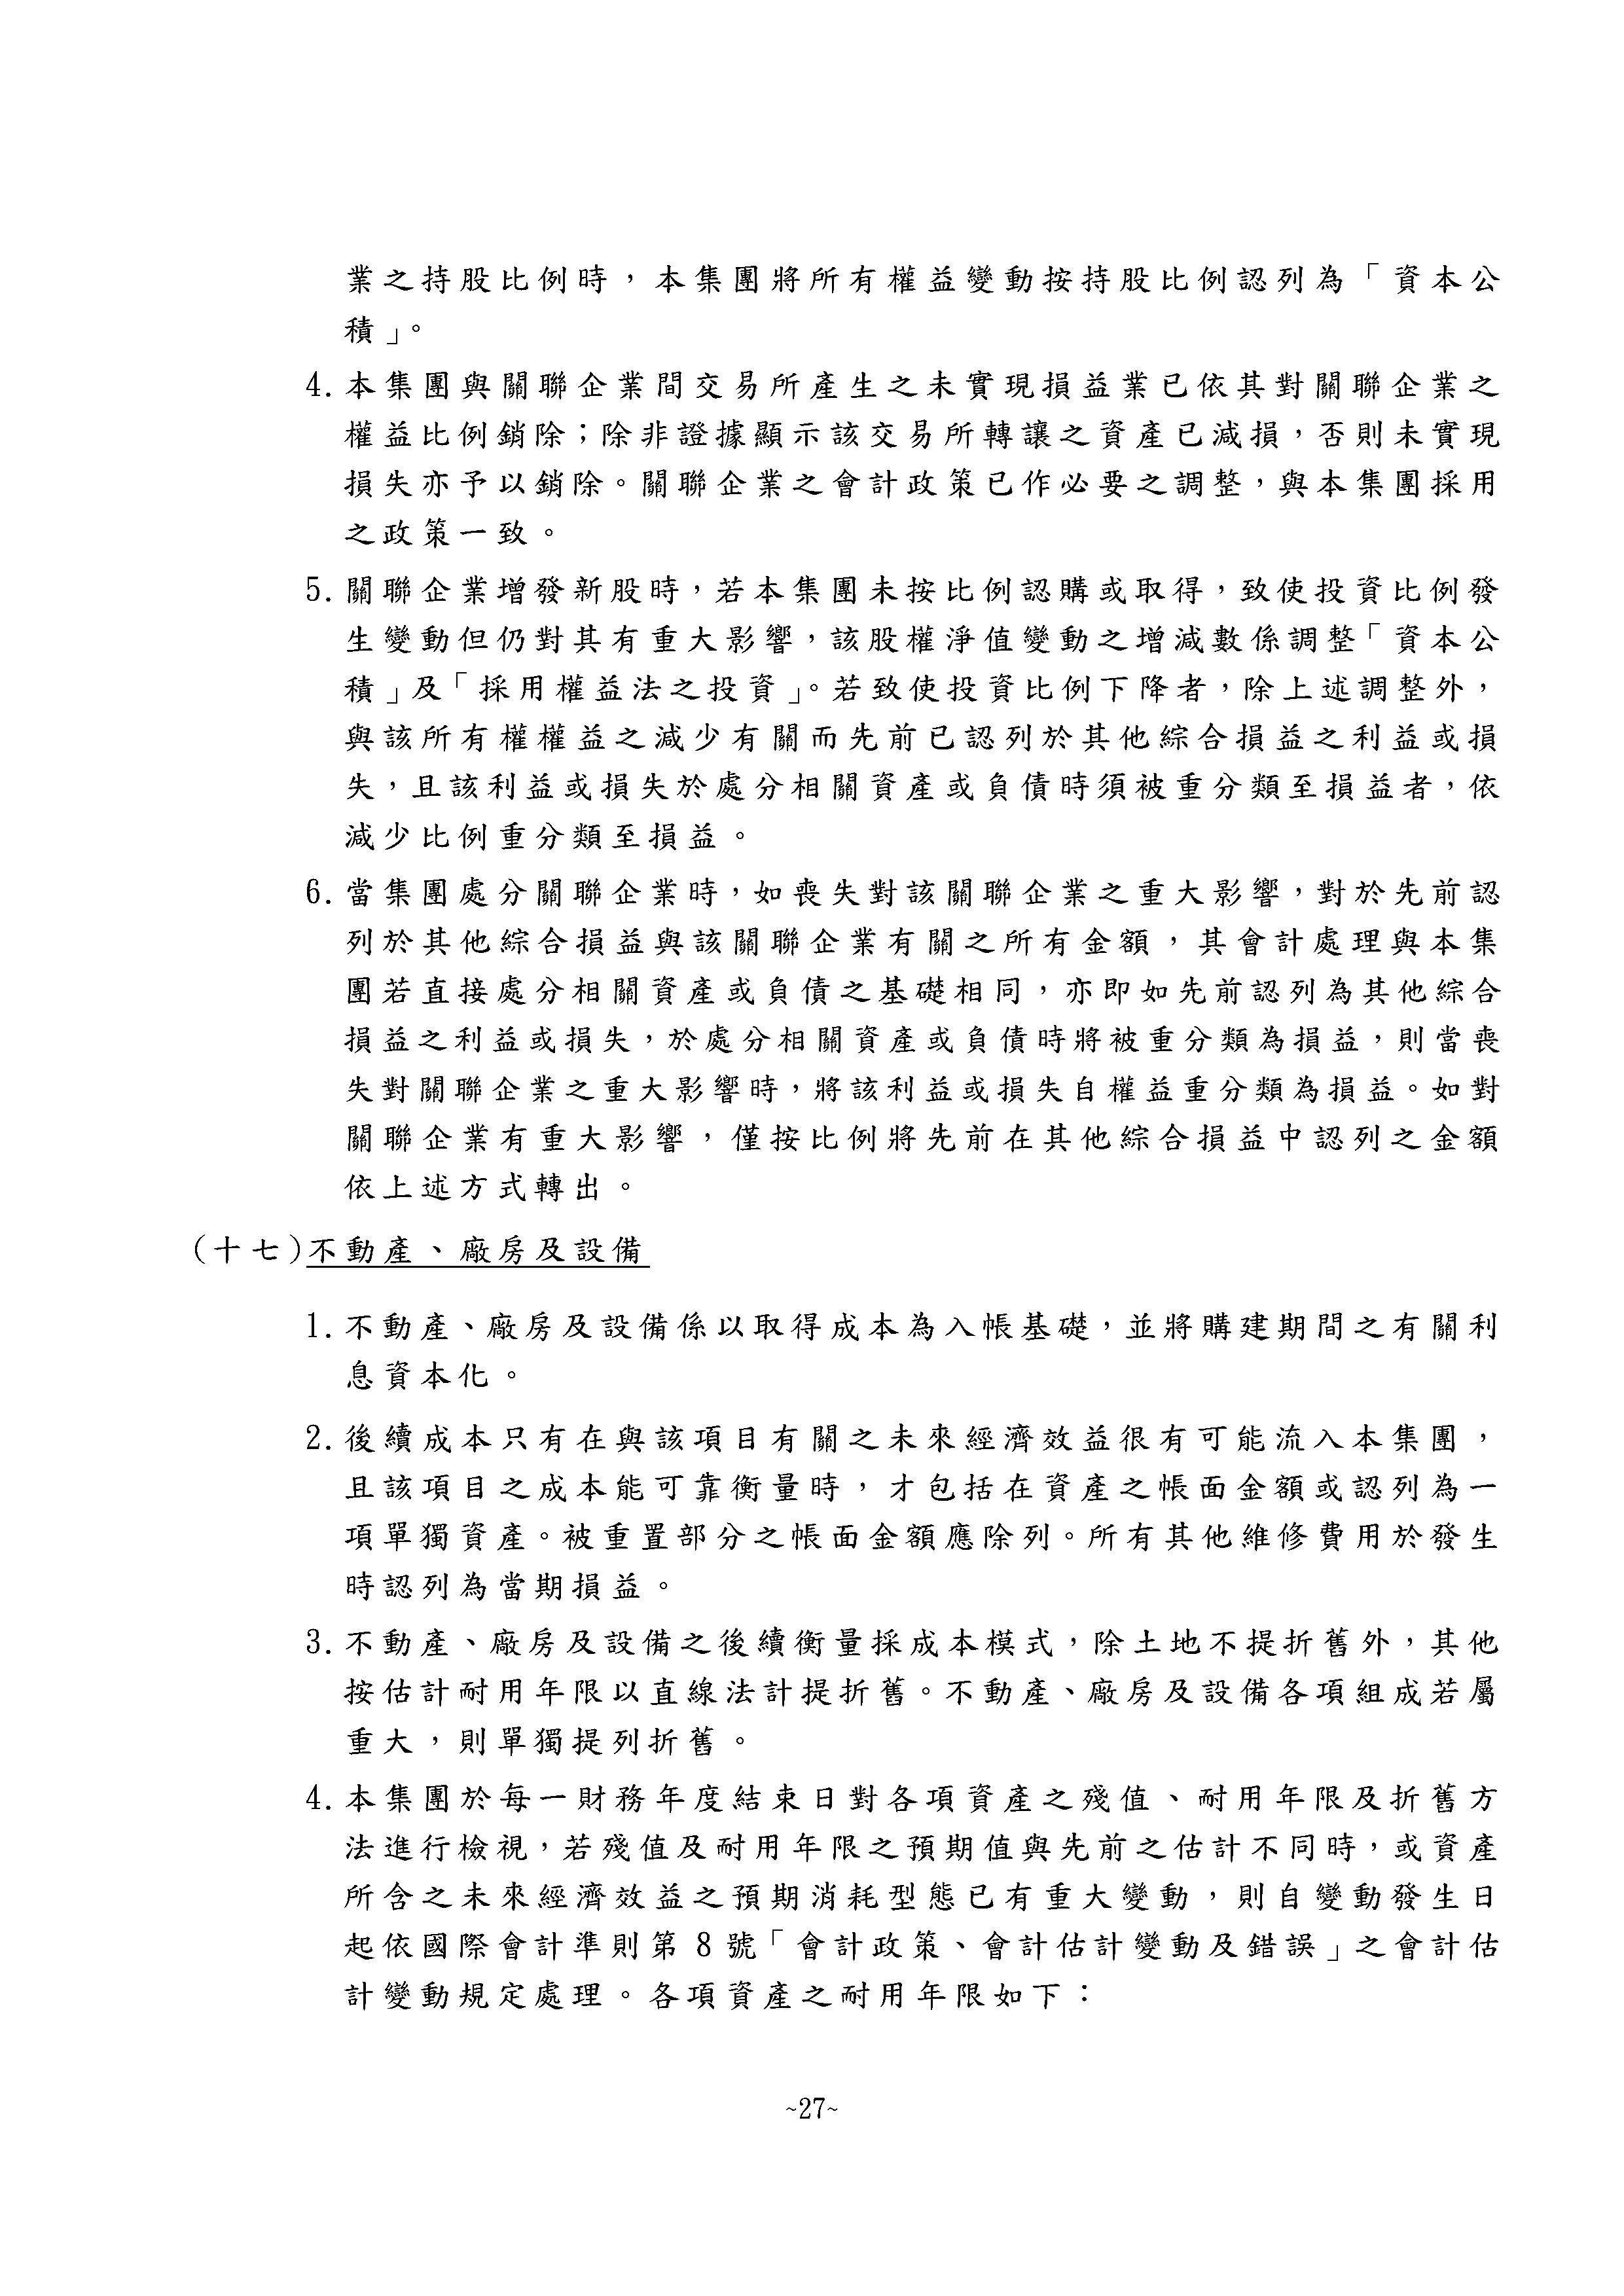 業之持股比例時，本集團將所有權益變動按持股比例認列為「資本公
積」。
4.本集團與關聯企業間交易所產生之未實現損益業已依其對關聯企業之
權益比例銷除；除非證據顯示該交易所轉讓之資產已減損，否則未實現
損失亦予以銷除。關聯企業之會計政策已作必要之調整，與本集團採用
之政策一致。
5.關聯企業增發新股時，若本集團未按比例認購或取得，致使投資比例發
生變動但仍對其有重大影響，該股權淨值變動之增減數係調整「資本公
積」及「採用權益法之投資」。若致使投資比例下降者，除上述調整外，
與該所有權權益之減少有關而先前已認列於其他綜合損益之利益或損
失，且該利益或損失於處分相關資產或負債時須被重分類至損益者，依
減少比例重分類至損益。
6.當集團處分關聯企業時，如喪失對該關聯企業之重大影響，對於先前認
列於其他綜合損益與該關聯企業有關之所有金額，其會計處理與本集
團若直接處分相關資產或負債之基礎相同，亦即如先前認列為其他綜合
損益之利益或損失，於處分相關資產或負債時將被重分類為損益，則當喪
失對關聯企業之重大影響時，將該利益或損失自權益重分類為損益。如對
關聯企業有重大影響，僅按比例將先前在其他綜合損益中認列之金額
依上述方式轉出。
(十七)不動產、廠房及設備
1.不動產、廠房及設備係以取得成本為入帳基礎，並將購建期間之有關利
息資本化。
2.後續成本只有在與該項目有關之未來經濟效益很有可能流入本集團，
且該項目之成本能可靠衡量時，才包括在資產之帳面金額或認列為一
項單獨資產。被重置部分之帳面金額應除列。所有其他維修費用於發生
時認列為當期損益。
3.不動產、廠房及設備之後續衡量採成本模式，除土地不提折舊外，其他
按估計耐用年限以直線法計提折舊。不動產、廠房及設備各項組成若屬
重大，則單獨提列折舊。
4.本集團於每一財務年度結束日對各項資產之殘值、耐用年限及折舊方
法進行檢視，若殘值及耐用年限之預期值與先前之估計不同時，或資產
所含之未來經濟效益之預期消耗型態已有重大變動，則自變動發生日
起依國際會計準則第 8 號「會計政策、會計估計變動及錯誤」之會計估
計變動規定處理。各項資產之耐用年限如下：
~27~